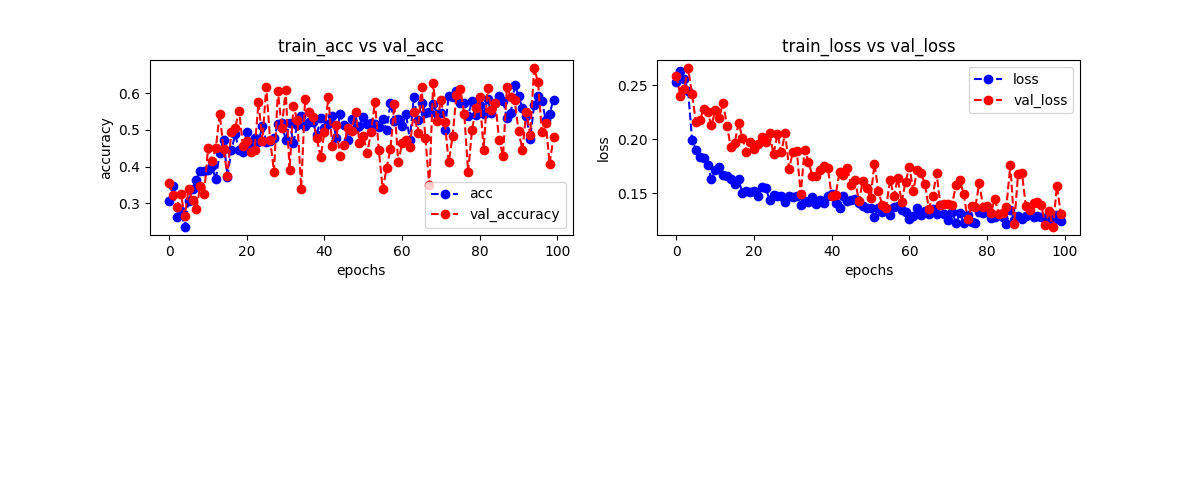 train_acc vs val_acc
accuracy
0.6
0.5
0.4
0.3
acc
val_accuracy
0 20 40 60 80 100
epochs
train_loss vs val_loss
loss
0.25
0.20
0.15
loss
val_loss
0 20 40 60 80 100
epochs